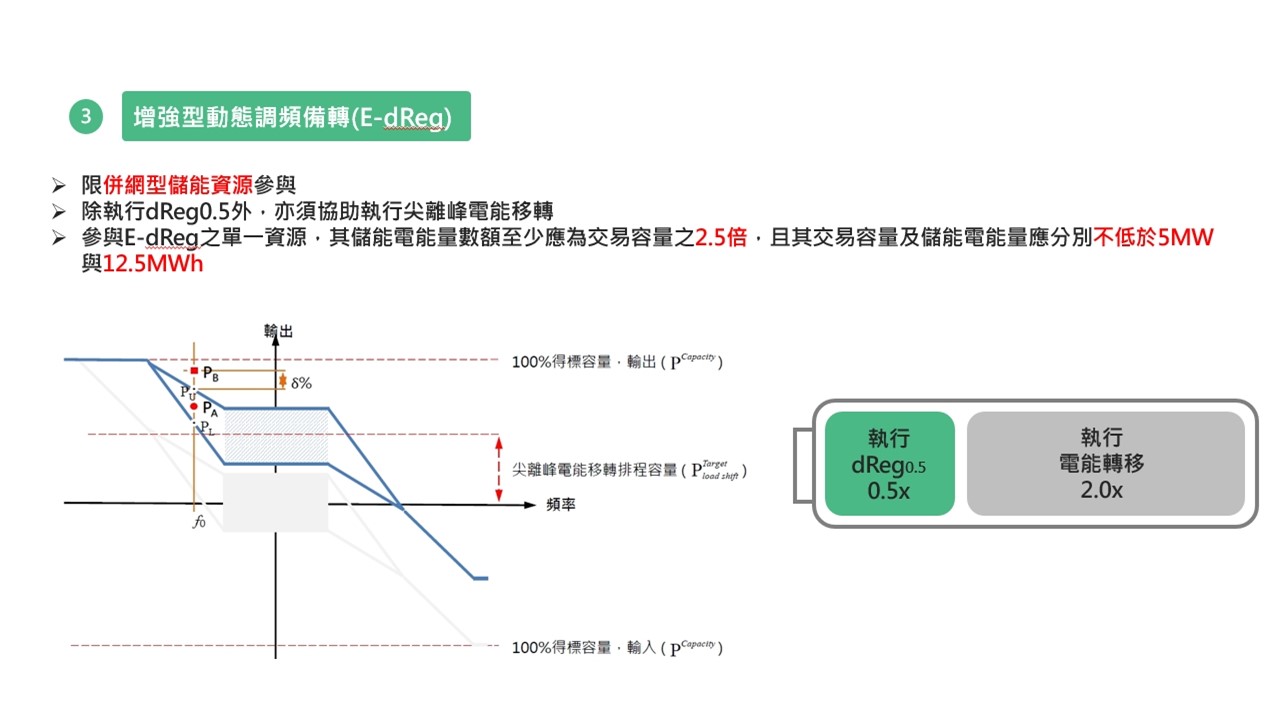 3
增強型動態調頻備轉(E-dReg)
➢ 限併網型儲能資源參與
➢ 除執行dReg0.5外，亦須協助執行尖離峰電能移轉
➢ 參與E-dReg之單一資源，其儲能電能量數額至少應為交易容量之2.5倍，且其交易容量及儲能電能量應分別不低於5MW
與12.5MWh
輸出
100%得標容量，輸出 ( P^Capacity )
P_B
δ%
P_U
P_A
P_L
尖離峰電能移轉排程容量 ( P^Target_load shift )
頻率
f₀
100%得標容量，輸入 ( P^Capacity )
執行
dReg0.5
0.5x
執行
電能轉移
2.0x